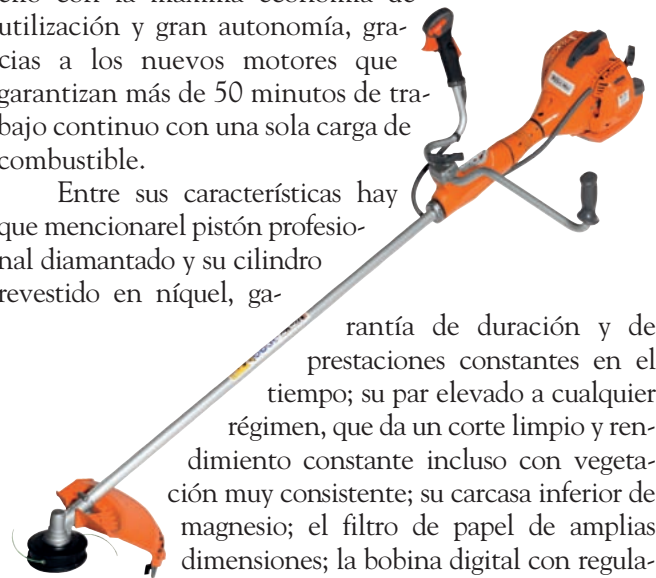 utilización y gran autonomía, gra-
cias a los nuevos motores que
garantizan más de 50 minutos de tra-
bajo continuo con una sola carga de
combustible.
Entre sus características hay
que mencionarel pistón profesio-
nal diamantado y su cilindro
revestido en níquel, ga-
rantía de duración y de
prestaciones constantes en el
tiempo; su par elevado a cualquier
régimen, que da un corte limpio y ren-
dimiento constante incluso con vegeta-
ción muy consistente; su carcasa inferior de
magnesio; el filtro de papel de amplias
dimensiones; la bobina digital con regula-